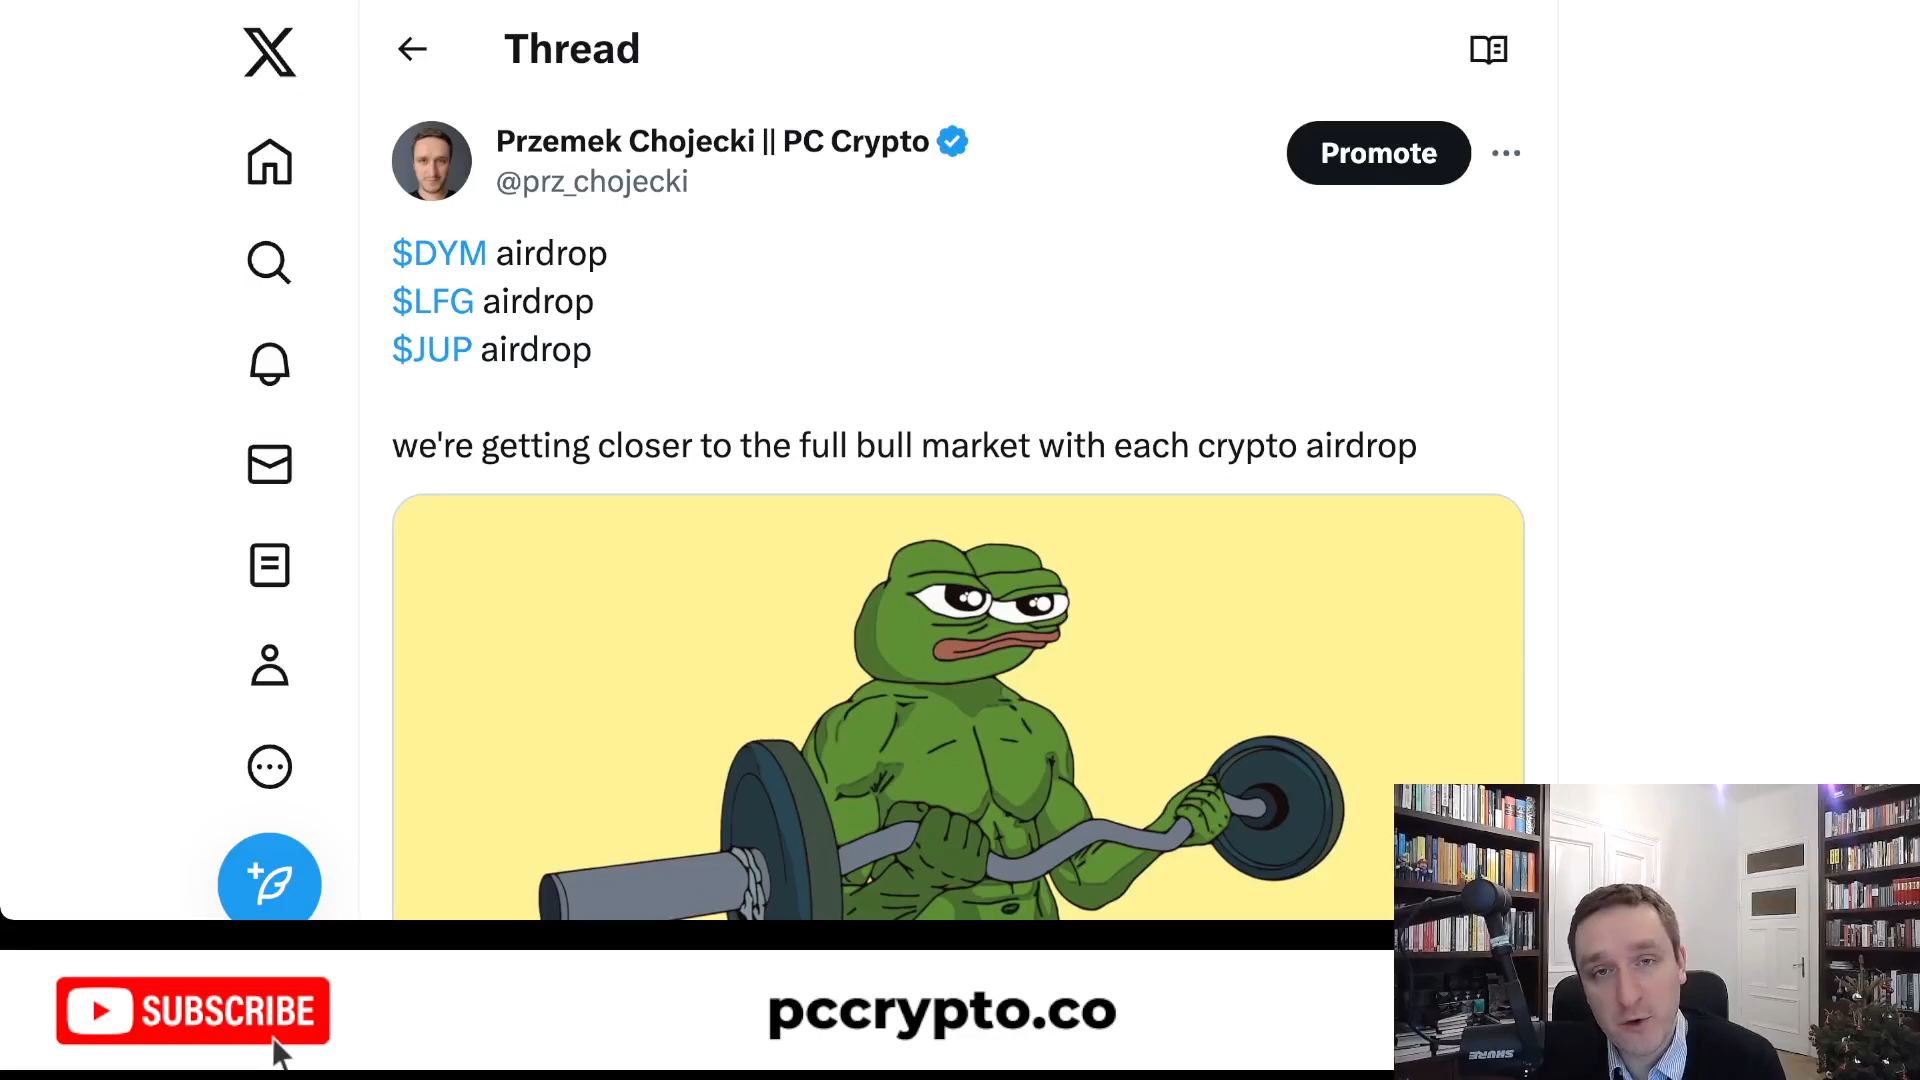 Thread
Przemek Chojecki || PC Crypto
@prz_chojecki
Promote
$DYM airdrop
$LFG airdrop
$JUP airdrop
we're getting closer to the full bull market with each crypto airdrop
SUBSCRIBE
pccrypto.co
SHURE